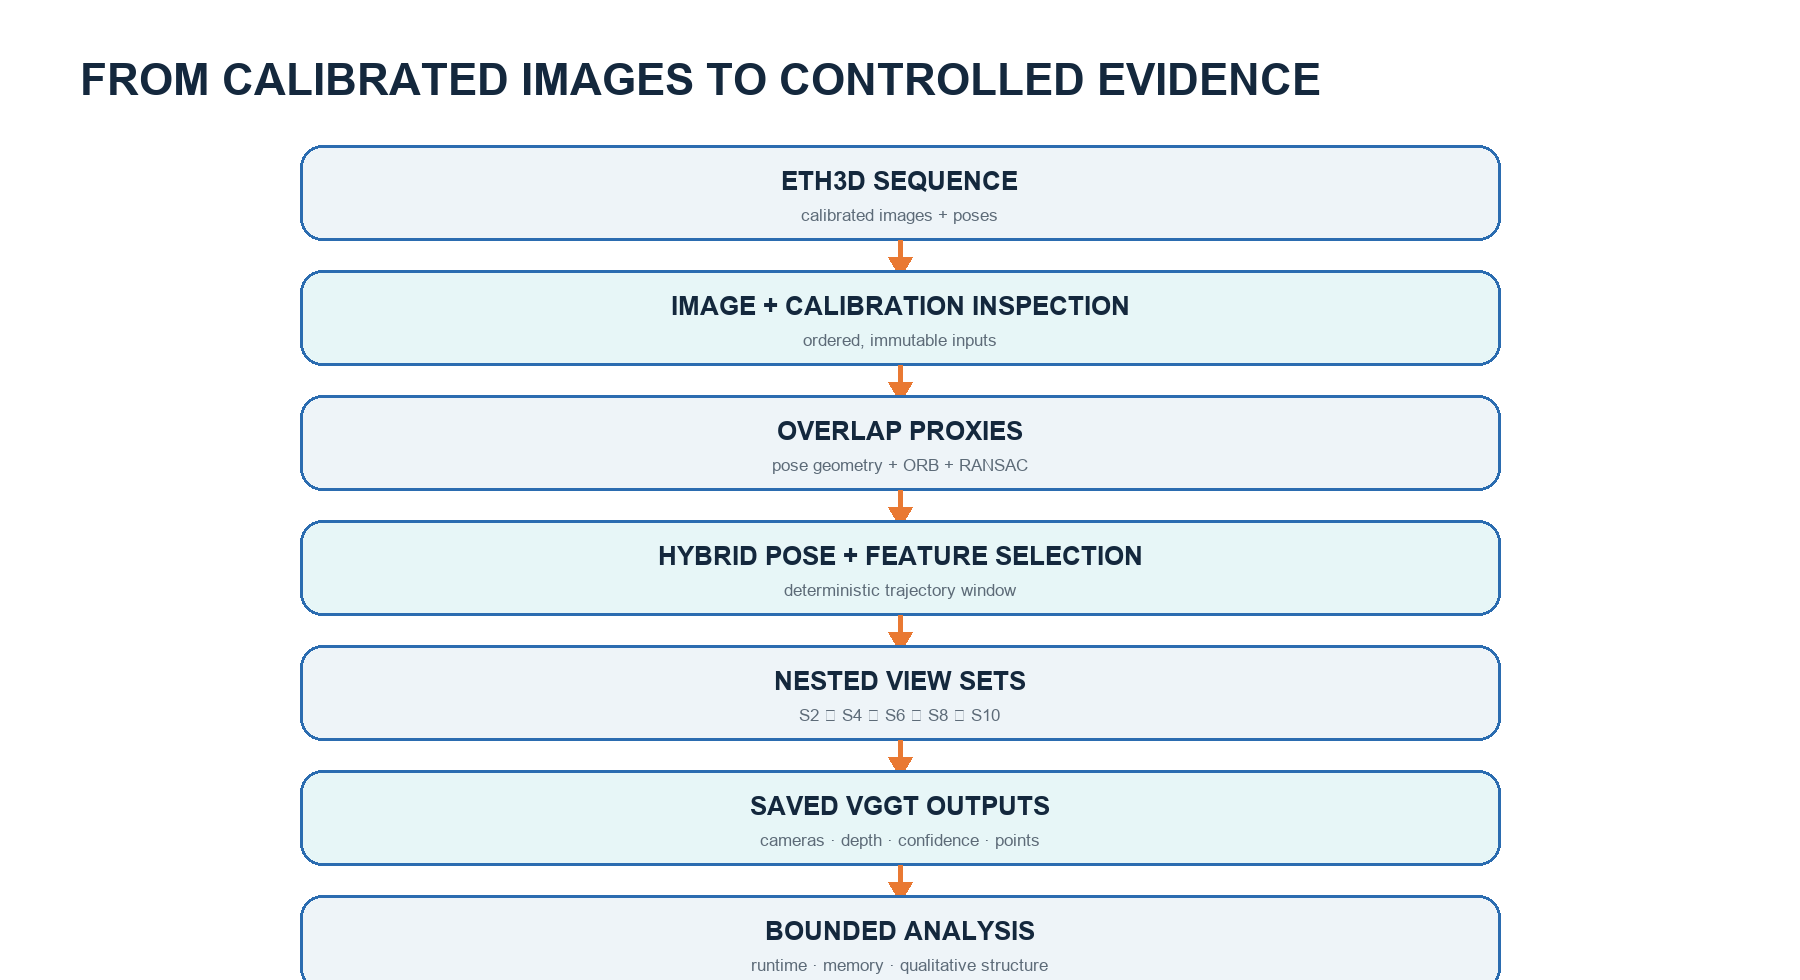 FROM CALIBRATED IMAGES TO CONTROLLED EVIDENCE
ETH3D SEQUENCE
calibrated images + poses
IMAGE + CALIBRATION INSPECTION
ordered, immutable inputs
OVERLAP PROXIES
pose geometry + ORB + RANSAC
HYBRID POSE + FEATURE SELECTION
deterministic trajectory window
NESTED VIEW SETS
S2 □ S4 □ S6 □ S8 □ S10
SAVED VGGT OUTPUTS
cameras · depth · confidence · points
BOUNDED ANALYSIS
runtime · memory · qualitative structure